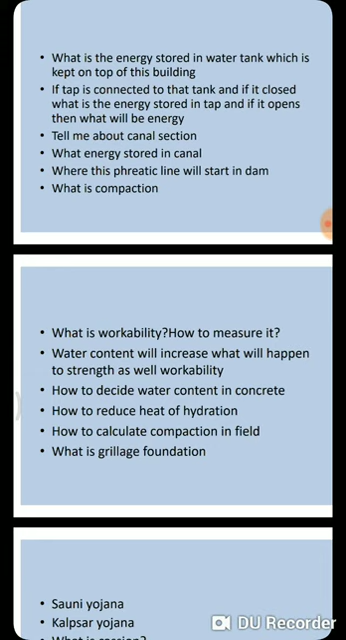 • What is the energy stored in water tank which is
kept on top of this building
• If tap is connected to that tank and if it closed
what is the energy stored in tap and if it opens
then what will be energy
• Tell me about canal section
• What energy stored in canal
• Where this phreatic line will start in dam
• What is compaction
• What is workability?How to measure it?
• Water content will increase what will happen
to strength as well workability
• How to decide water content in concrete
• How to reduce heat of hydration
• How to calculate compaction in field
• What is grillage foundation
• Sauni yojana
• Kalpsar yojana
DU Recorder